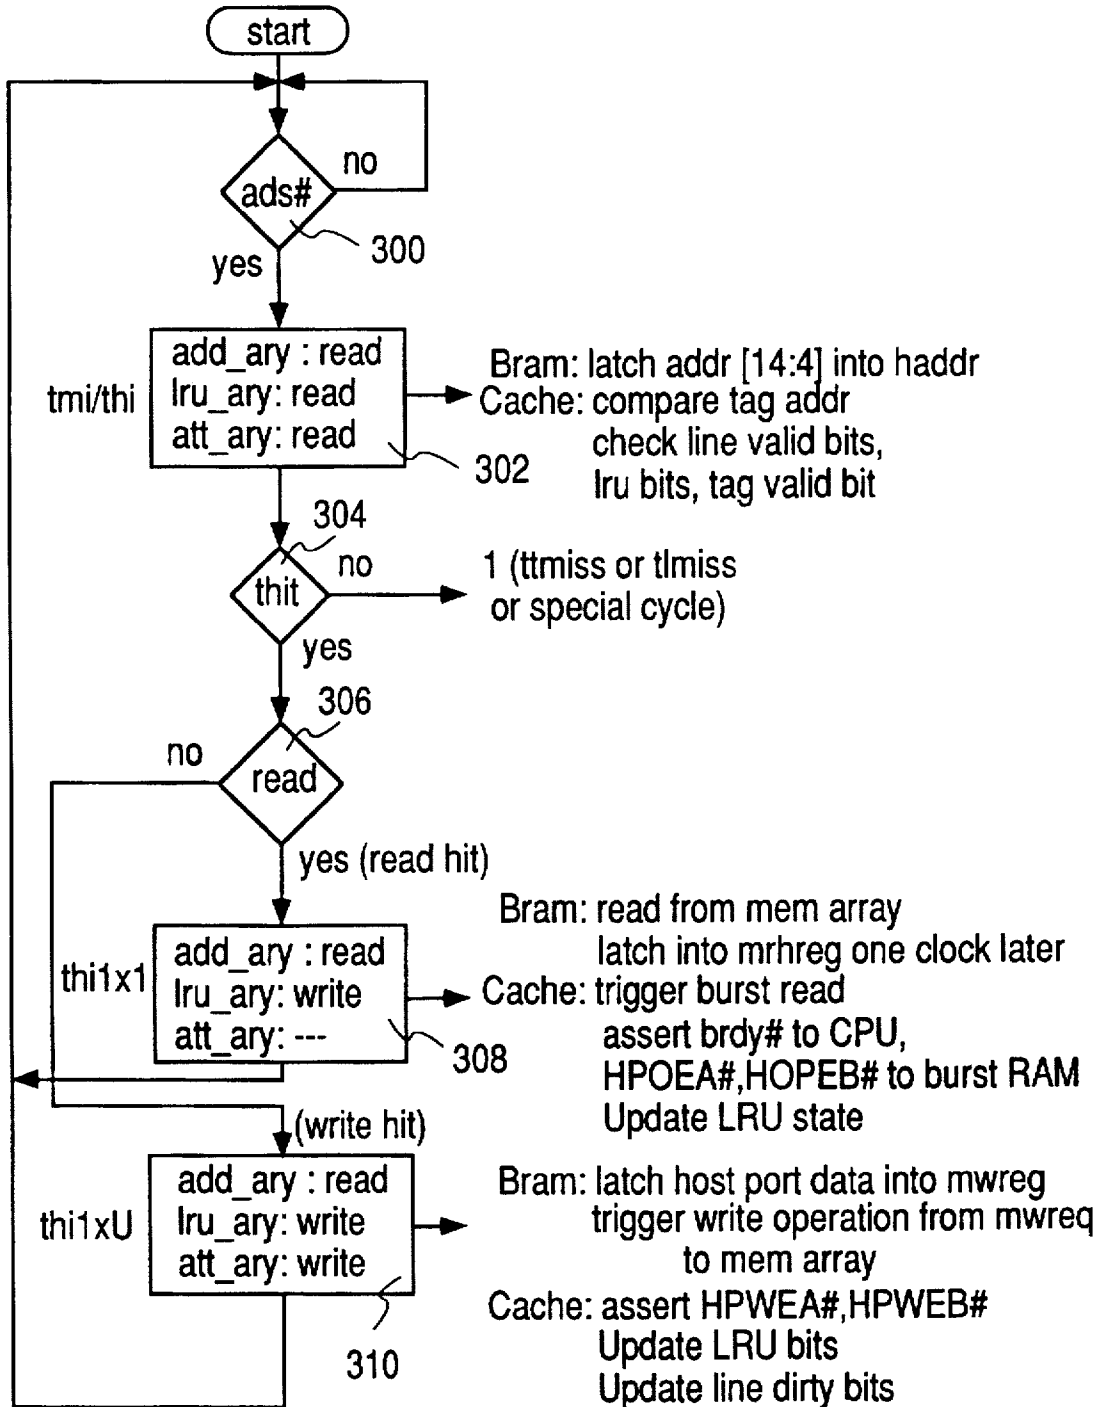 start
no
ads#
300
yes
add_ary : read
lru_ary: read
att_ary: read
tmi/thi
302
Bram: latch addr [14:4] into haddr
Cache: compare tag addr
check line valid bits,
lru bits, tag valid bit
304
thit
no
1 (ttmiss or tlmiss
or special cycle)
yes
306
no
read
yes (read hit)
thi1x1
add_ary : read
lru_ary: write
att_ary: ---
308
Bram: read from mem array
latch into mrhreg one clock later
Cache: trigger burst read
assert brdy# to CPU,
HPOEA#,HOPEB# to burst RAM
Update LRU state
(write hit)
thi1xU
add_ary : read
lru_ary: write
att_ary: write
310
Bram: latch host port data into mwreg
trigger write operation from mwreq
to mem array
Cache: assert HPWEA#,HPWEB#
Update LRU bits
Update line dirty bits